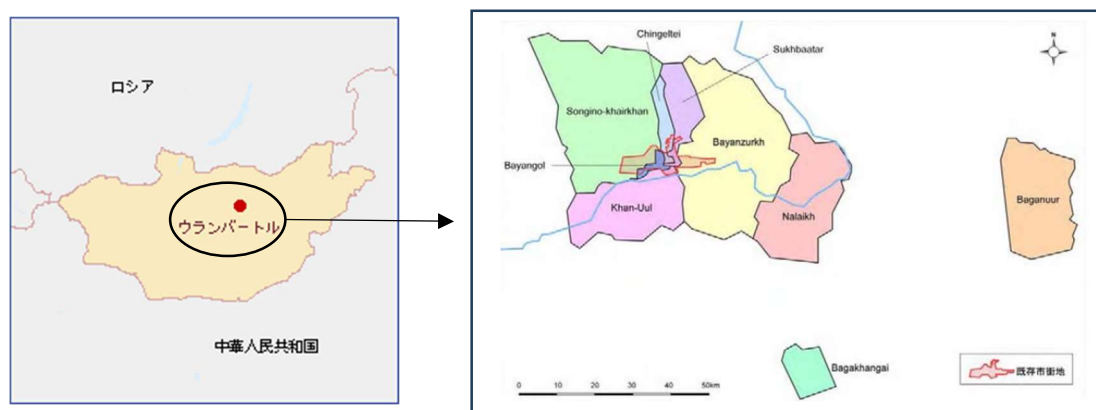 ロシア
ウランバートル
中華人民共和国
Chingeltei
Sukhbaatar
N
Songino-khairkhan
Bayanzurkh
Bayangol
Khan-Uul
Nalaikh
Baganuur
Bagakhangai
既存市街地
0 10 20 30 40 50km